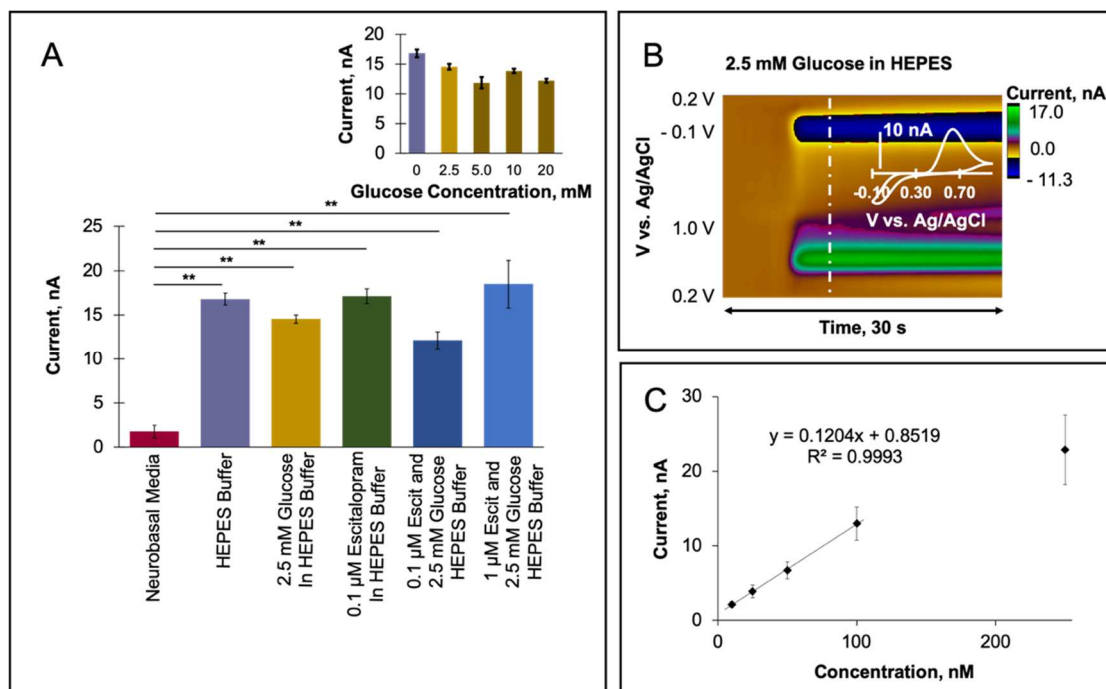 A
Current, nA
20
15
10
5
0
0 2.5 5.0 10 20
Glucose Concentration, mM
Current, nA
25
20
15
10
5
0
**
**
**
**
**
Neurobasal Media
HEPES Buffer
2.5 mM Glucose
In HEPES Buffer
0.1 µM Escitalopram
In HEPES Buffer
0.1 µM Escit and
2.5 mM Glucose
HEPES Buffer
1 µM Escit and
2.5 mM Glucose
HEPES Buffer
B
2.5 mM Glucose in HEPES
V vs. Ag/AgCl
0.2 V
- 0.1 V
1.0 V
0.2 V
10 nA
-0.10 0.30 0.70
V vs. Ag/AgCl
Time, 30 s
Current, nA
17.0
0.0
- 11.3
C
Current, nA
30
20
10
0
y = 0.1204x + 0.8519
R² = 0.9993
0 100 200
Concentration, nM